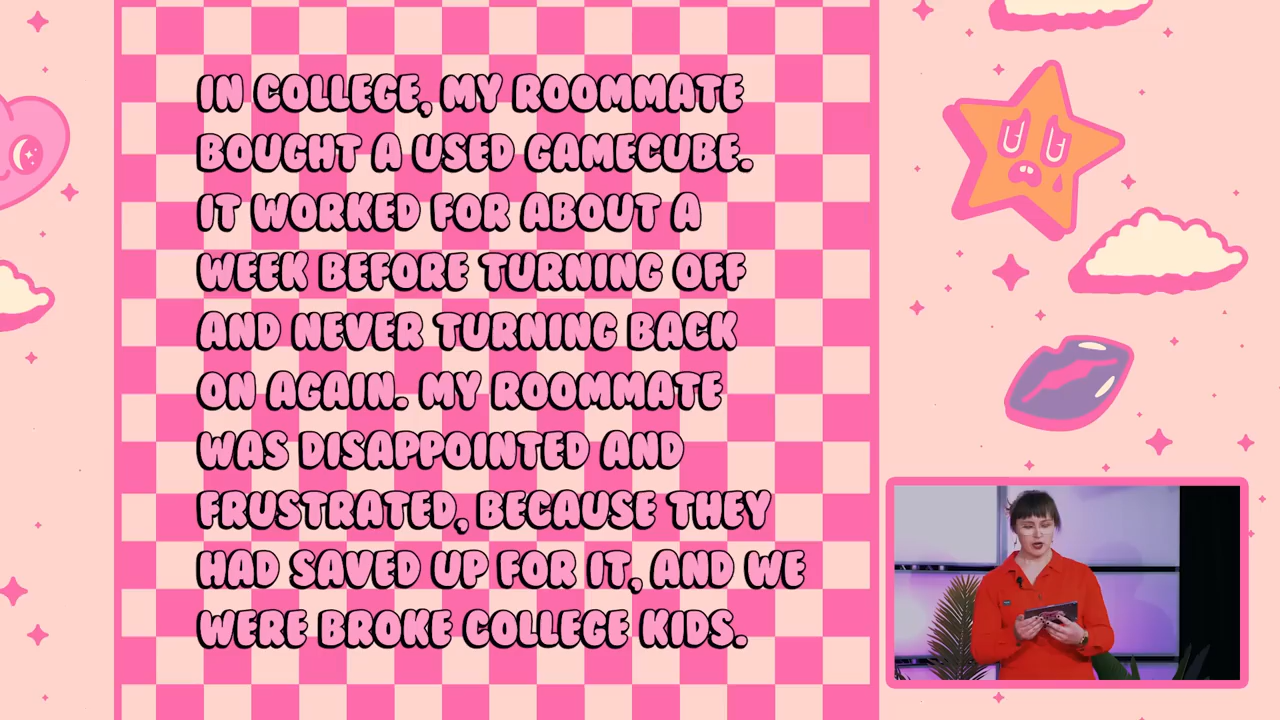 IN COLLEGE, MY ROOMMATE
BOUGHT A USED GAMECUBE.
IT WORKED FOR ABOUT A
WEEK BEFORE TURNING OFF
AND NEVER TURNING BACK
ON AGAIN. MY ROOMMATE
WAS DISAPPOINTED AND
FRUSTRATED, BECAUSE THEY
HAD SAVED UP FOR IT, AND WE
WERE BROKE COLLEGE KIDS.